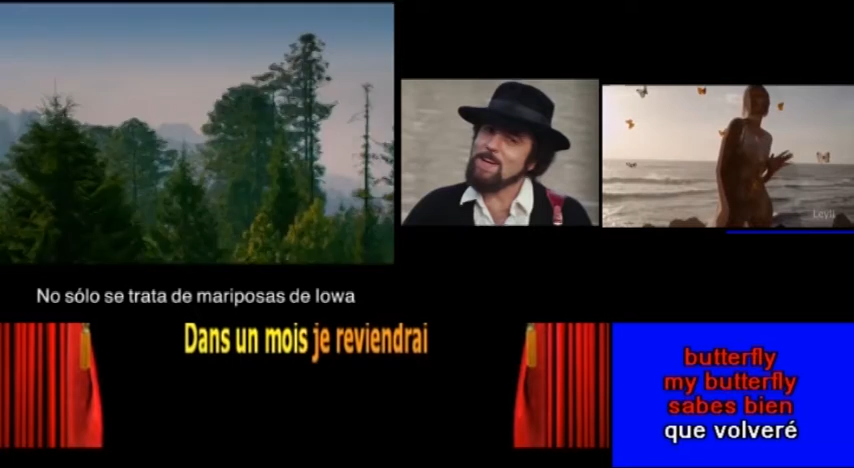 Leyli
No sólo se trata de mariposas de Iowa
Dans un mois je reviendrai
butterfly
my butterfly
sabes bien
que volveré